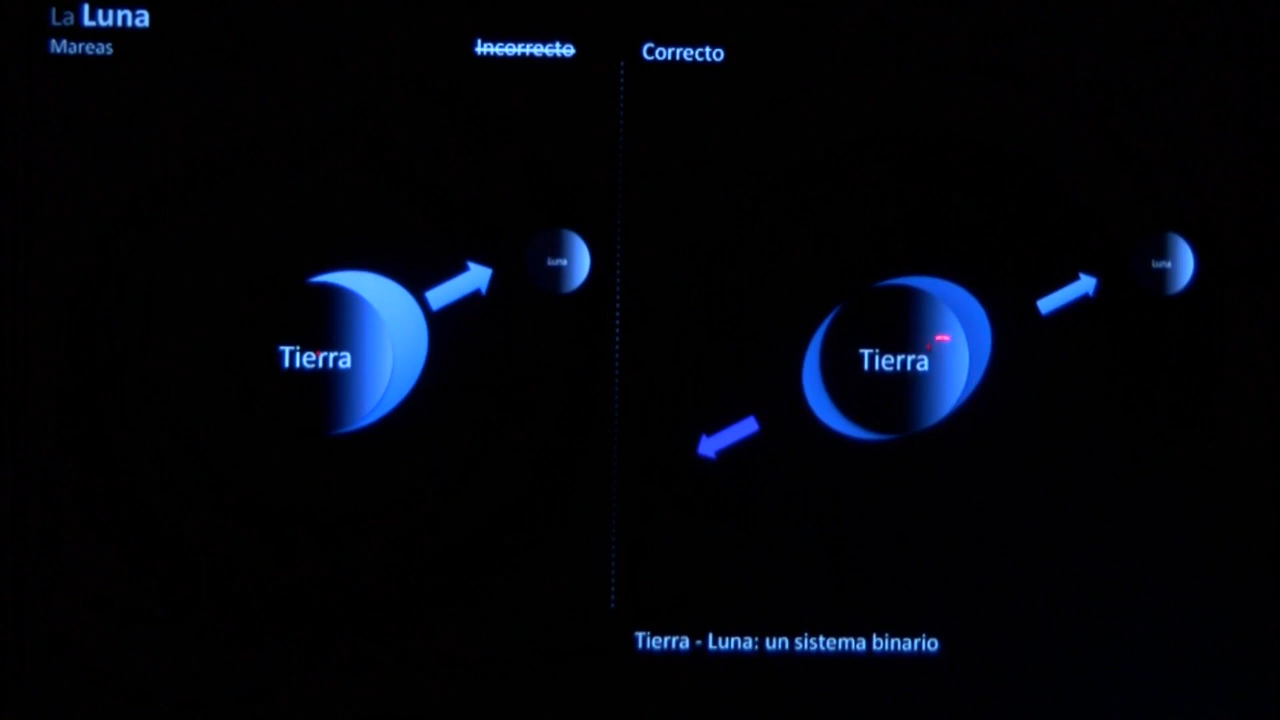 La Luna
Mareas
Incorrecto
Correcto
Luna
Tierra
Luna
Tierra
Tierra - Luna: un sistema binario